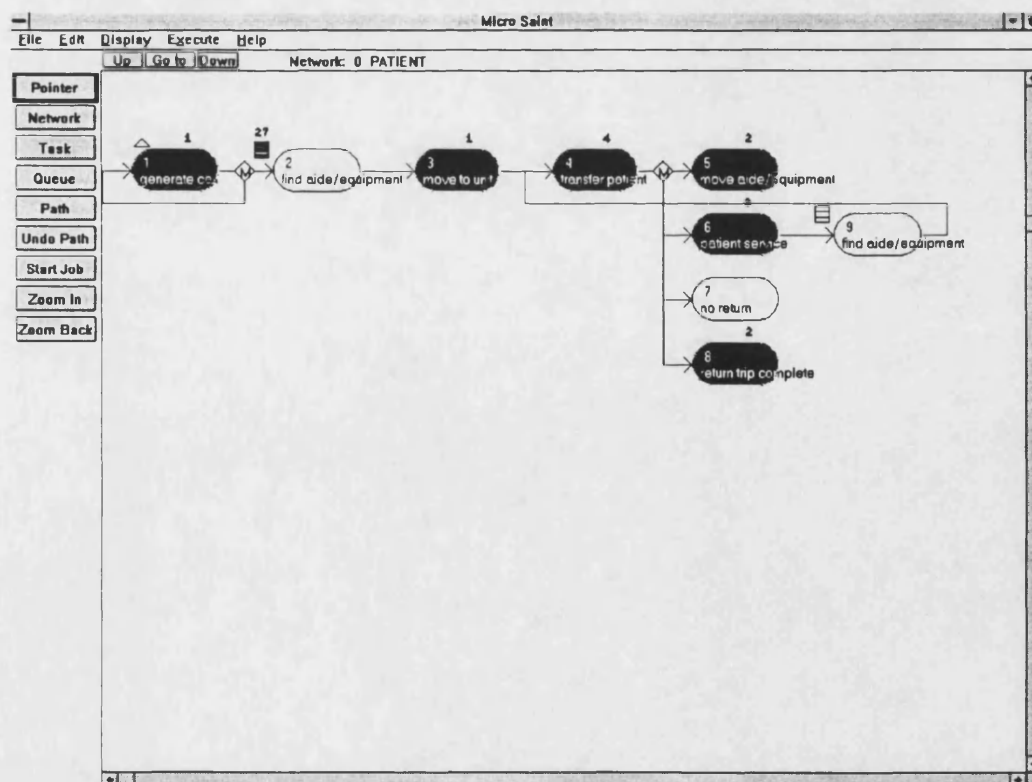 Micro Saint
File Edit Display Execute Help
Up Go to Down Network: 0 PATIENT
Pointer
Network
Task
Queue
Path
Undo Path
Start Job
Zoom In
Zoom Back
1
27
1
4
2
1
generate
2
find aide/equipment
3
move to unit
4
transfer patient
5
move aide/equipment
M
M
6
patient service
9
find aide/equipment
7
no return
2
8
return trip complete